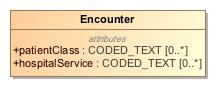 Encounter
attributes
+patientClass : CODED_TEXT [0..*]
+hospitalService : CODED_TEXT [0..*]